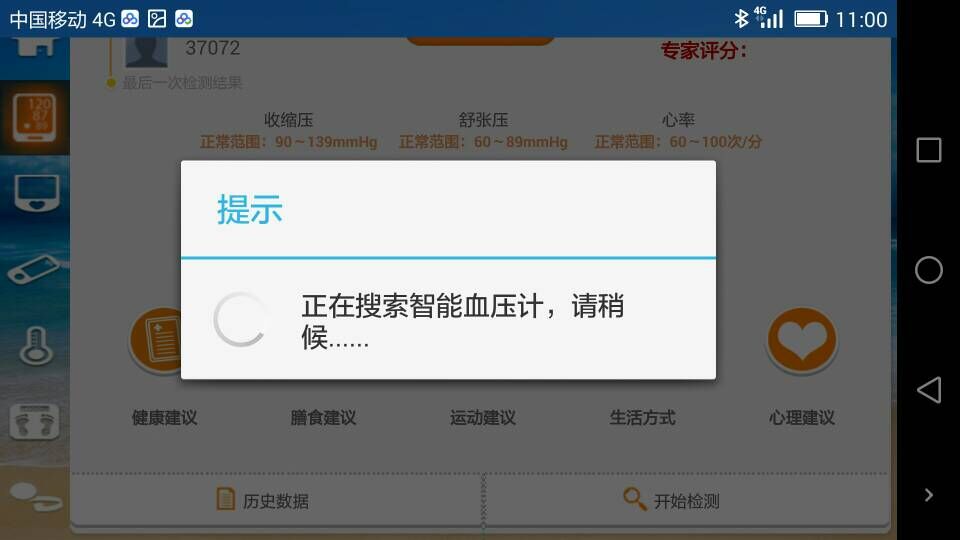 中国移动 4G
4G
11:00
37072
专家评分：
最后一次检测结果
120
87
89
收缩压
舒张压
心率
正常范围：90～139mmHg
正常范围：60～89mmHg
正常范围：60～100次/分
提示
正在搜索智能血压计，请稍
候......
健康建议
膳食建议
运动建议
生活方式
心理建议
历史数据
开始检测